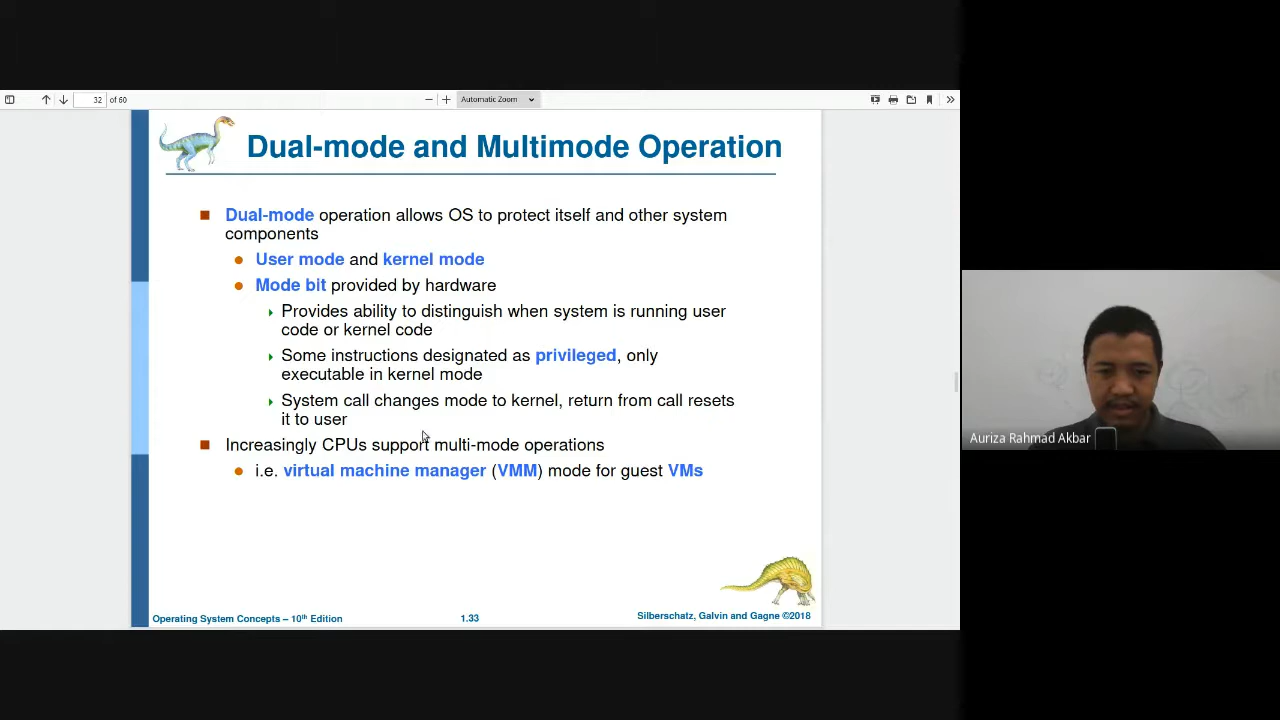 32 of 60
Automatic Zoom
Dual-mode and Multimode Operation
Dual-mode operation allows OS to protect itself and other system
components
User mode and kernel mode
Mode bit provided by hardware
Provides ability to distinguish when system is running user
code or kernel code
Some instructions designated as privileged, only
executable in kernel mode
System call changes mode to kernel, return from call resets
it to user
Increasingly CPUs support multi-mode operations
i.e. virtual machine manager (VMM) mode for guest VMs
Operating System Concepts – 10th Edition
1.33
Silberschatz, Galvin and Gagne ©2018
Auriza Rahmad Akbar